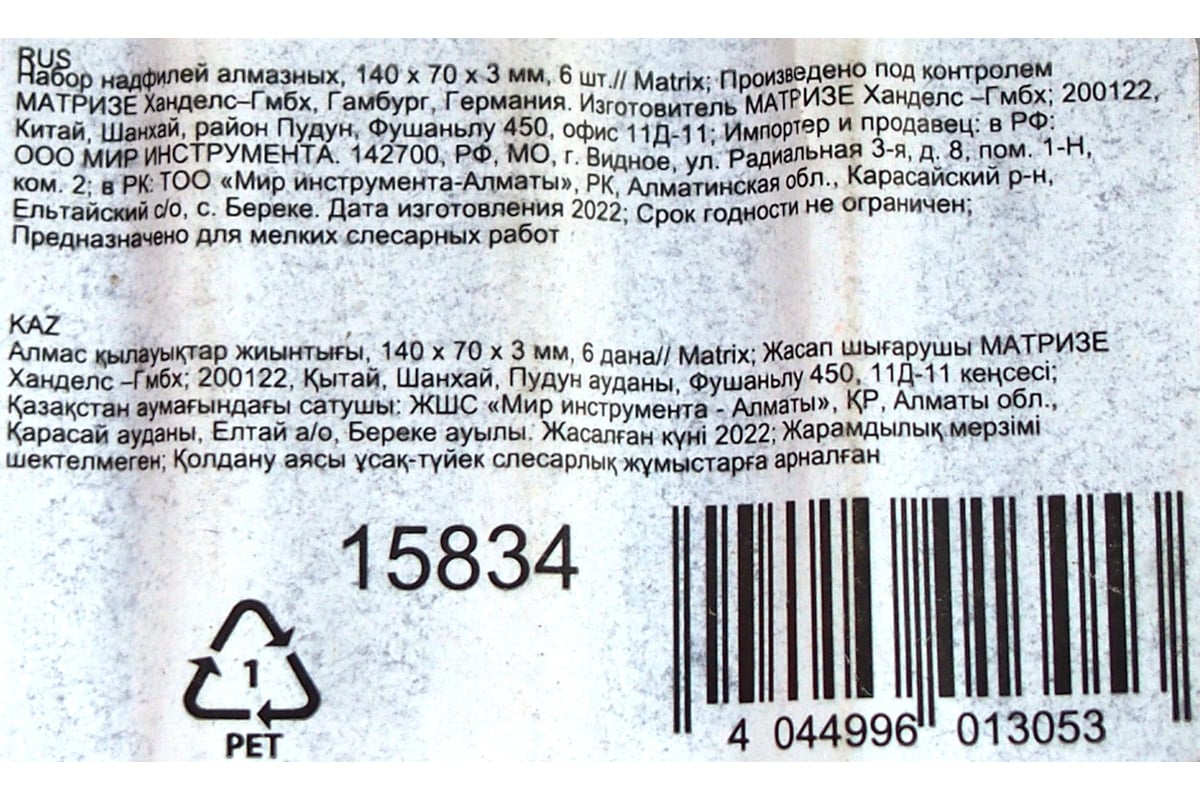 RUS
Набор надфилей алмазных, 140 х 70 х 3 мм, 6 шт.// Matrix; Произведено под контролем
МАТРИЗЕ Ханделс–Гмбх, Гамбург, Германия. Изготовитель МАТРИЗЕ Ханделс –Гмбх; 200122,
Китай, Шанхай, район Пудун, Фушаньлу 450, офис 11Д-11; Импортер и продавец: в РФ:
ООО МИР ИНСТРУМЕНТА. 142700, РФ, МО, г. Видное, ул. Радиальная 3-я, д. 8, пом. 1-Н,
ком. 2; в РК: ТОО «Мир инструмента-Алматы», РК, Алматинская обл., Карасайский р-н,
Ельтайский с/о, с. Береке. Дата изготовления 2022; Срок годности не ограничен;
Предназначено для мелких слесарных работ
KAZ
Алмас қылауықтар жиынтығы, 140 х 70 х 3 мм, 6 дана// Matrix; Жасап шығарушы МАТРИЗЕ
Ханделс –Гмбх; 200122, Қытай, Шанхай, Пудун ауданы, Фушаньлу 450, 11Д-11 кеңсесі;
Қазақстан аумағындағы сатушы: ЖШС «Мир инструмента - Алматы», ҚР, Алматы обл.,
Қарасай ауданы, Елтай а/о, Береке ауылы. Жасалған күні 2022; Жарамдылық мерзімі
шектелмеген; Қолдану аясы ұсақ-түйек слесарлық жұмыстарға арналған
15834
1
PET
4 044996 013053